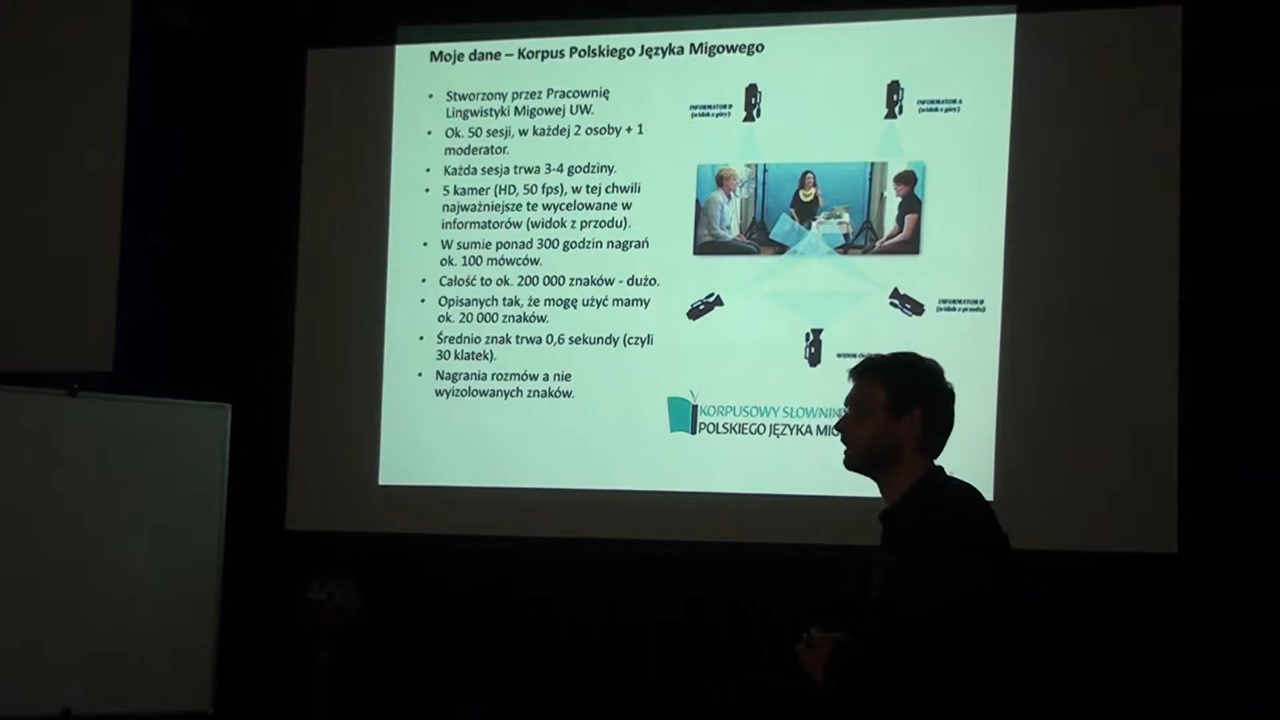 Moje dane – Korpus Polskiego Języka Migowego
• Stworzony przez Pracownię
Lingwistyki Migowej UW.
• Ok. 50 sesji, w każdej 2 osoby + 1
moderator.
• Każda sesja trwa 3-4 godziny.
• 5 kamer (HD, 50 fps), w tej chwili
najważniejsze te wycelowane w
informatorów (widok z przodu).
• W sumie ponad 300 godzin nagrań
ok. 100 mówców.
• Całość to ok. 200 000 znaków - dużo.
• Opisanych tak, że mogę użyć mamy
ok. 20 000 znaków.
• Średnio znak trwa 0,6 sekundy (czyli
30 klatek).
• Nagrania rozmów a nie
wyizolowanych znaków.
INFORMATOR B
(widok z góry)
INFORMATOR A
(widok z góry)
INFORMATOR B
(widok z przodu)
WIDOK
KORPUSOWY SŁOWNIK
POLSKIEGO JĘZYKA MIG